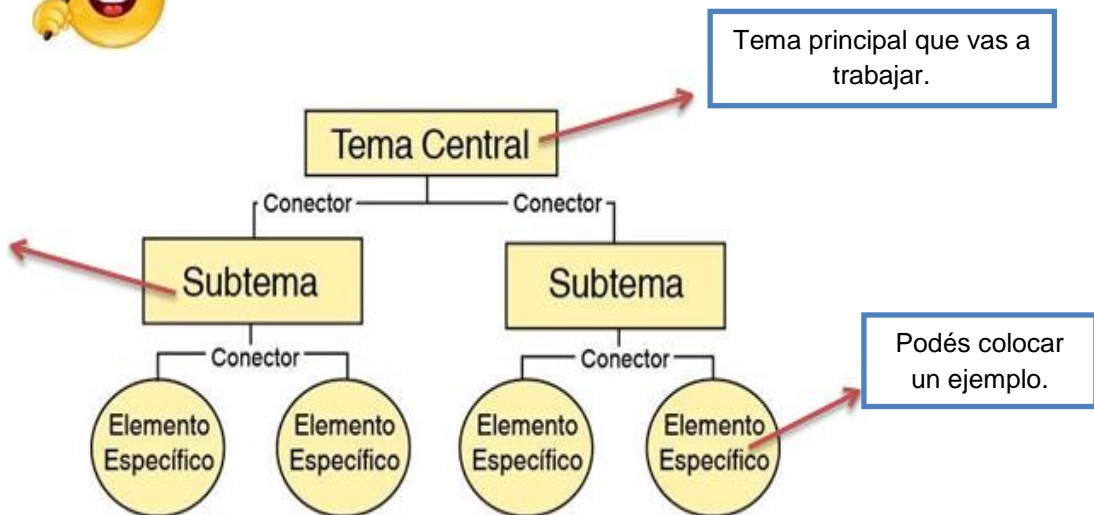 Tema principal que vas a
trabajar.
Tema Central
Conector
Conector
Subtema
Subtema
Conector
Conector
Podés colocar
un ejemplo.
Elemento
Específico
Elemento
Específico
Elemento
Específico
Elemento
Específico